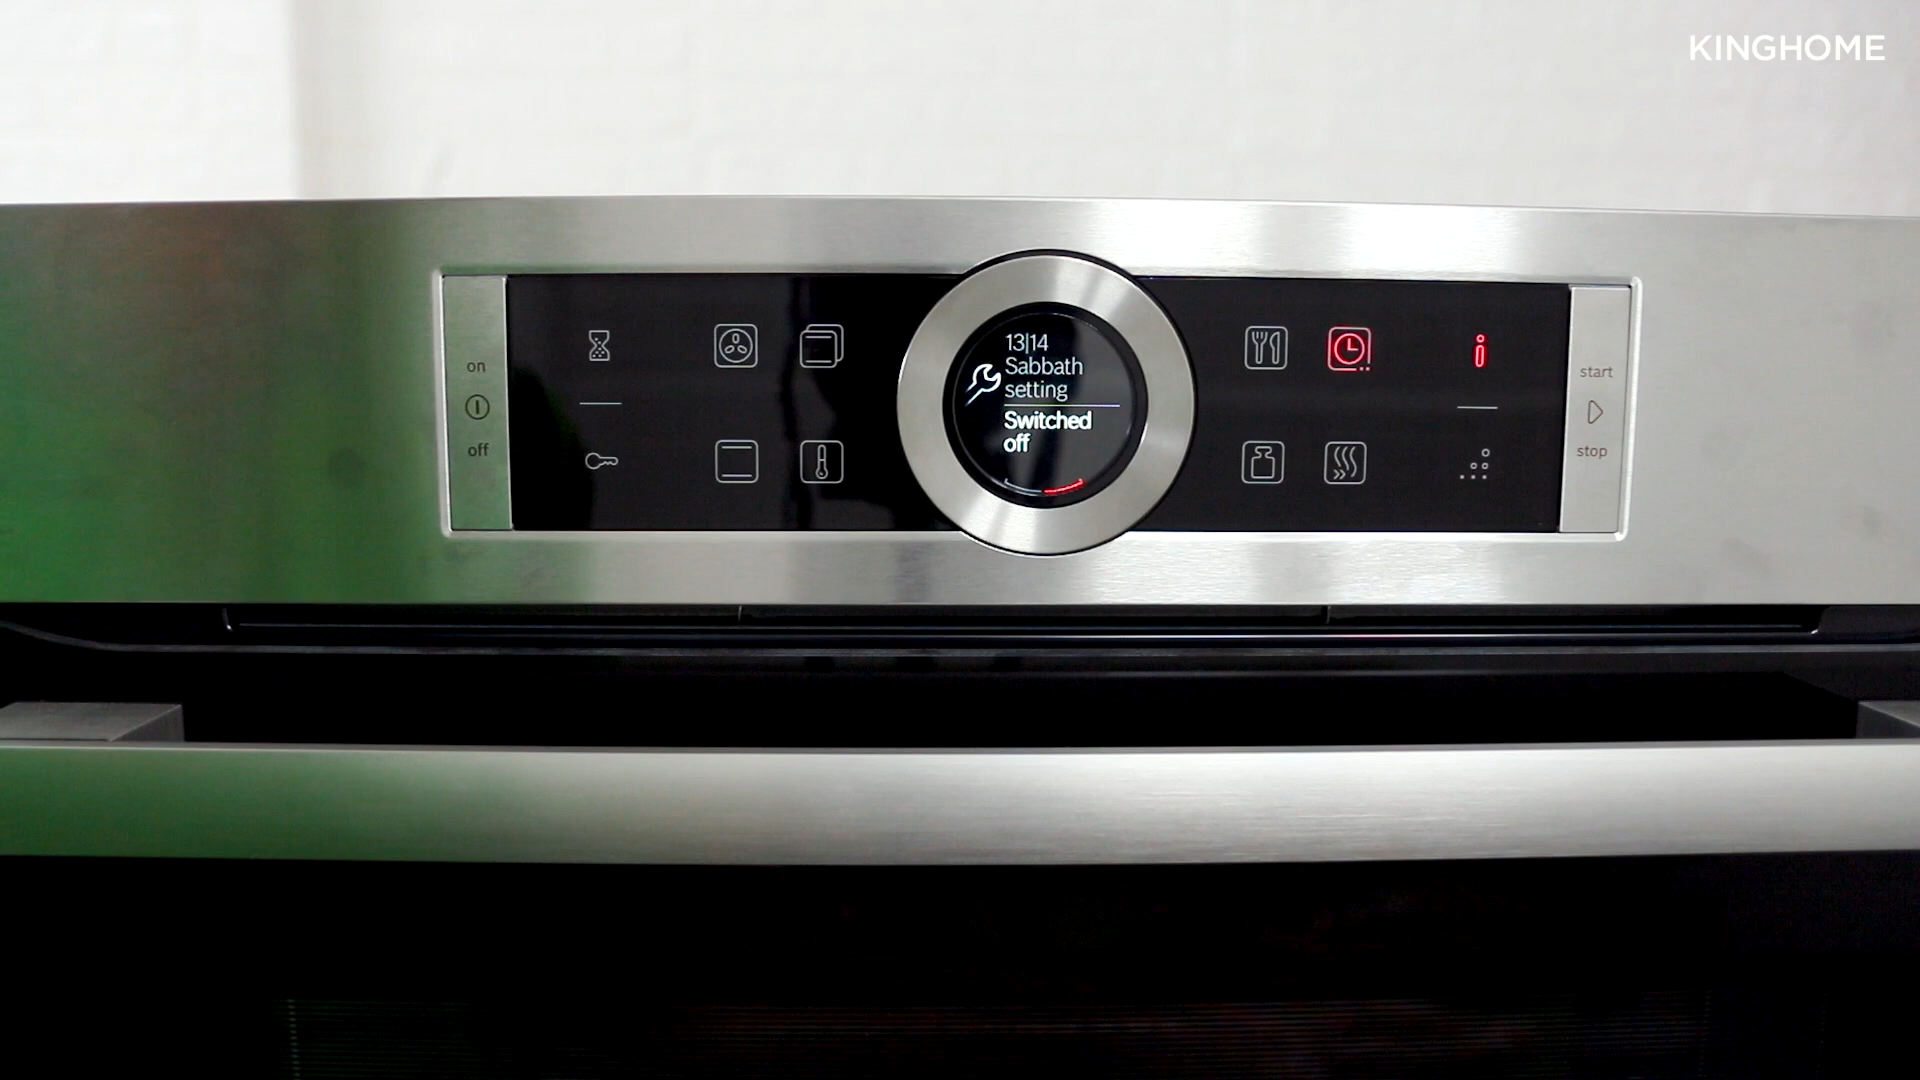 KINGHOME
on
off
13|14
Sabbath
setting
Switched
off
start
stop